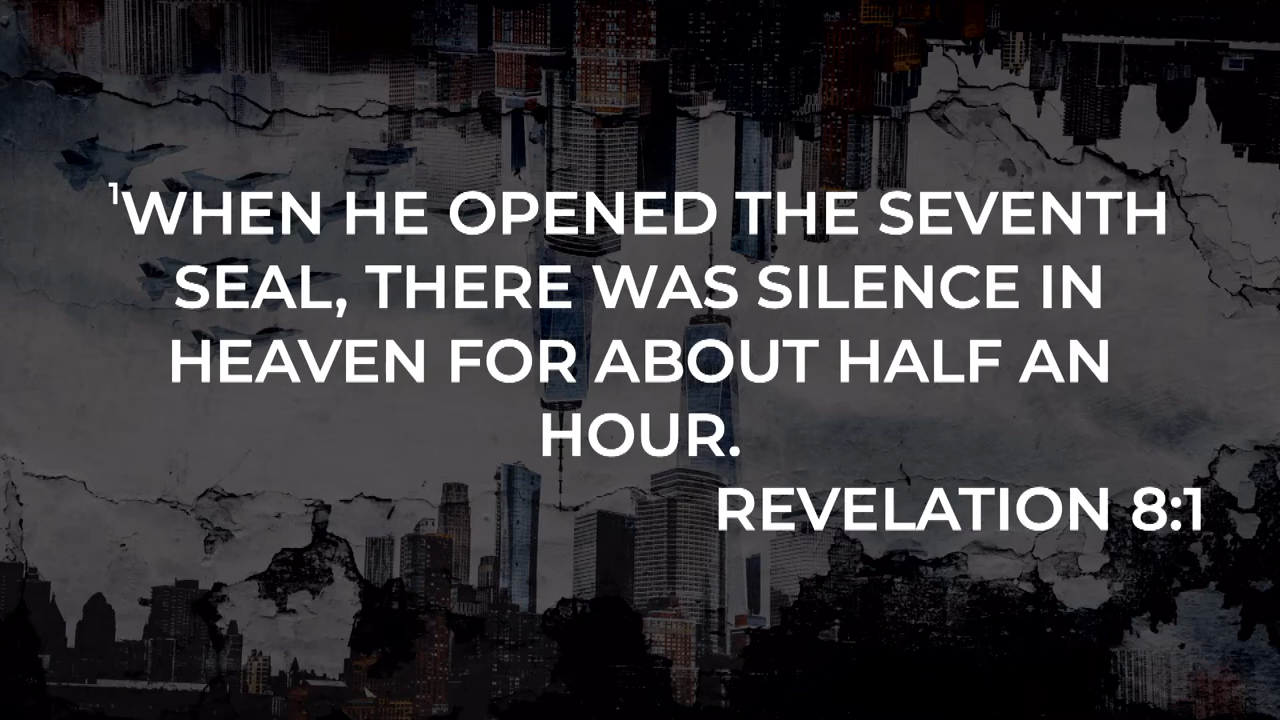 ¹WHEN HE OPENED THE SEVENTH
SEAL, THERE WAS SILENCE IN
HEAVEN FOR ABOUT HALF AN
HOUR.
REVELATION 8:1